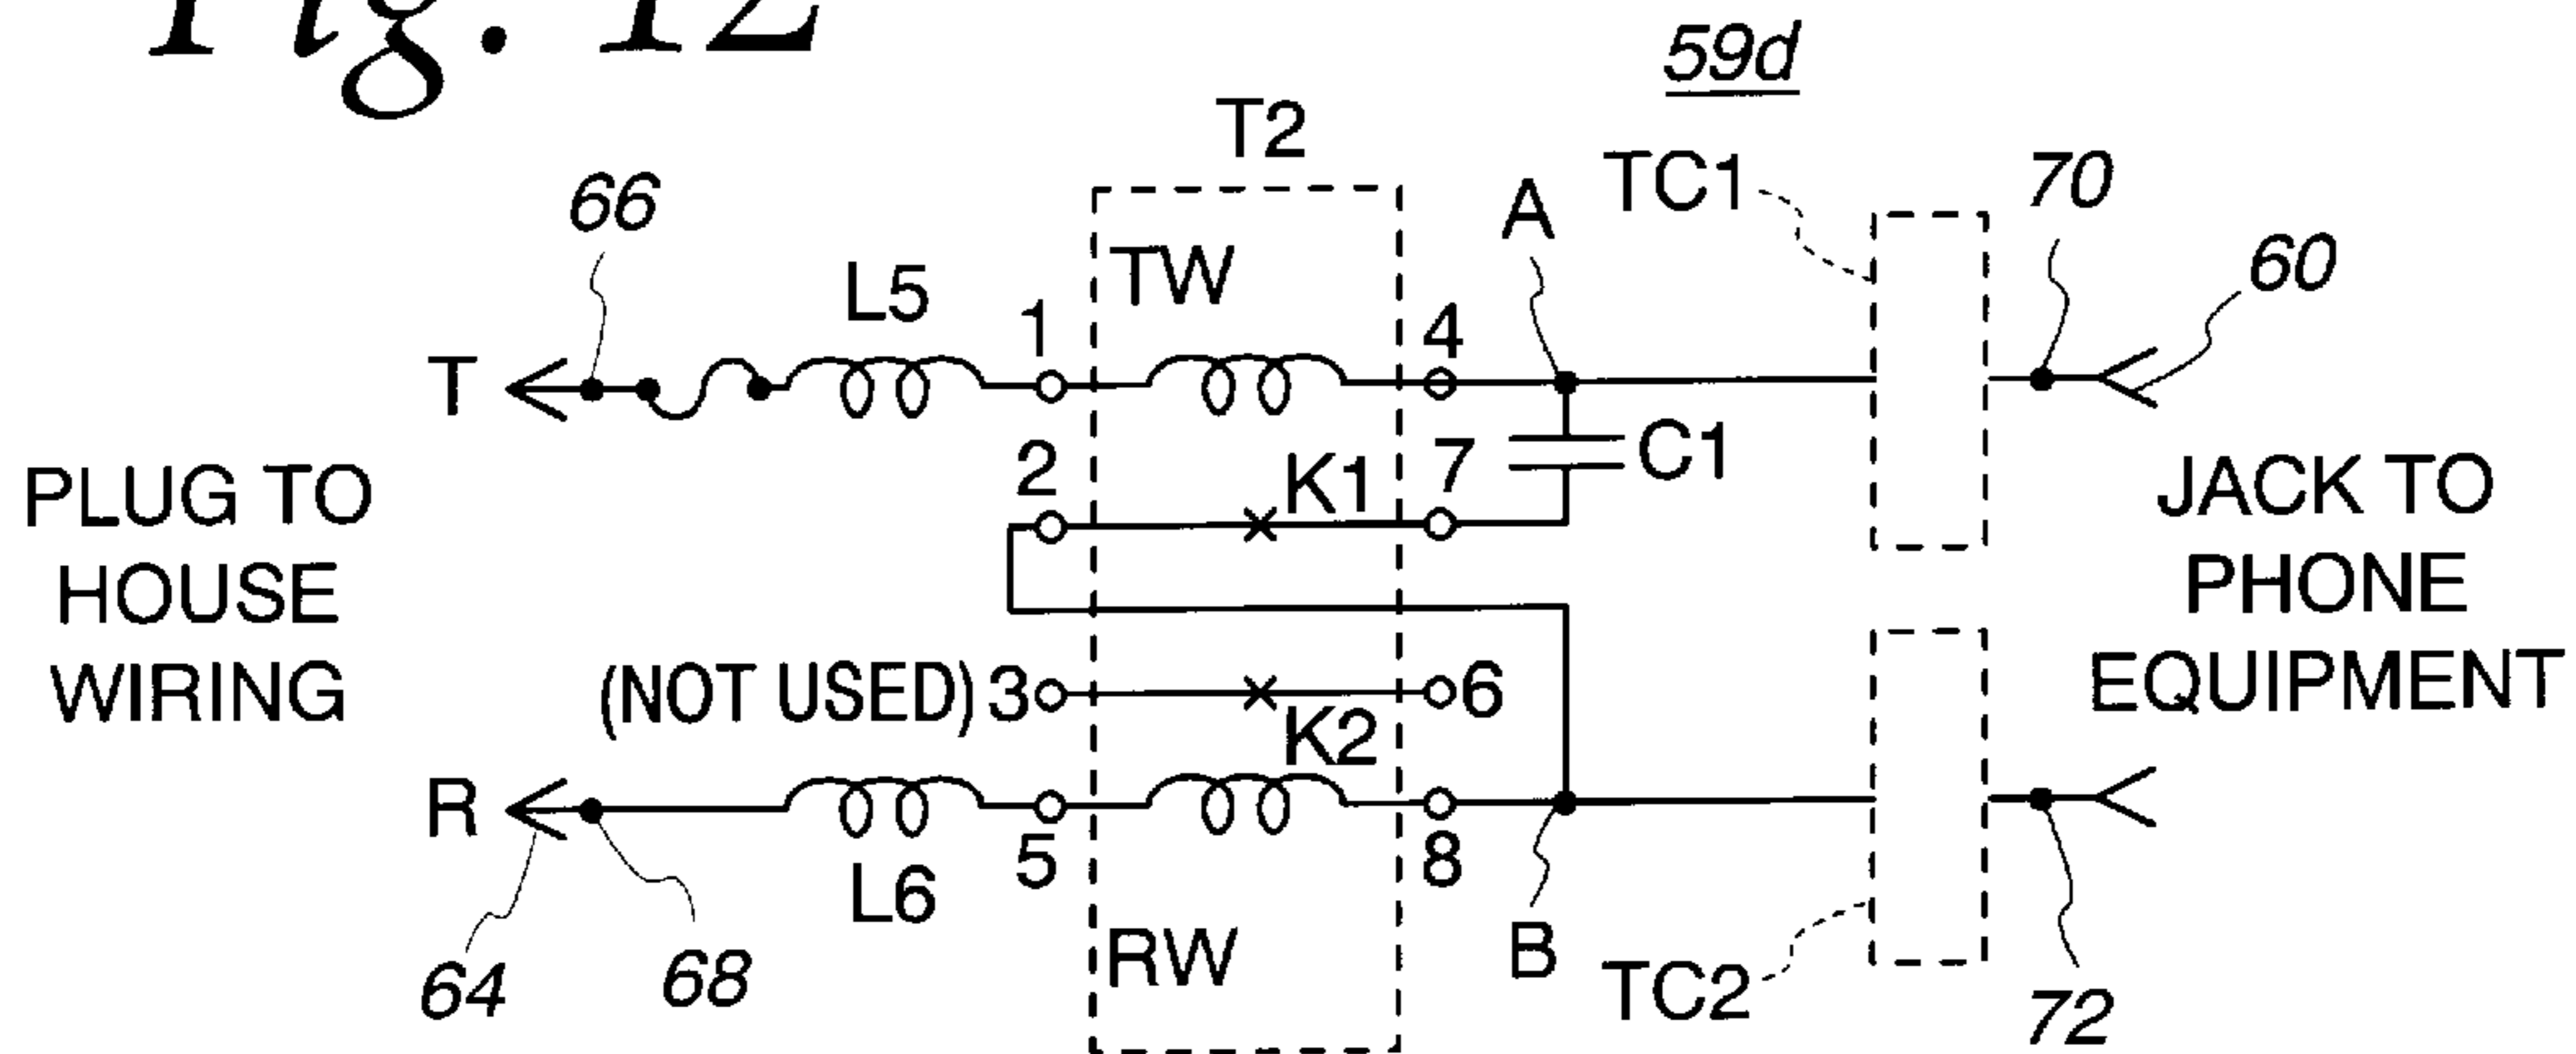 Fig. 12
59d
T2
TC1
70
66
A
60
TW
L5
1
4
T
2
7
C1
K1
PLUG TO
HOUSE
WIRING
JACK TO
PHONE
EQUIPMENT
(NOT USED) 3
6
K2
R
L6
5
8
RW
B
64
68
TC2
72